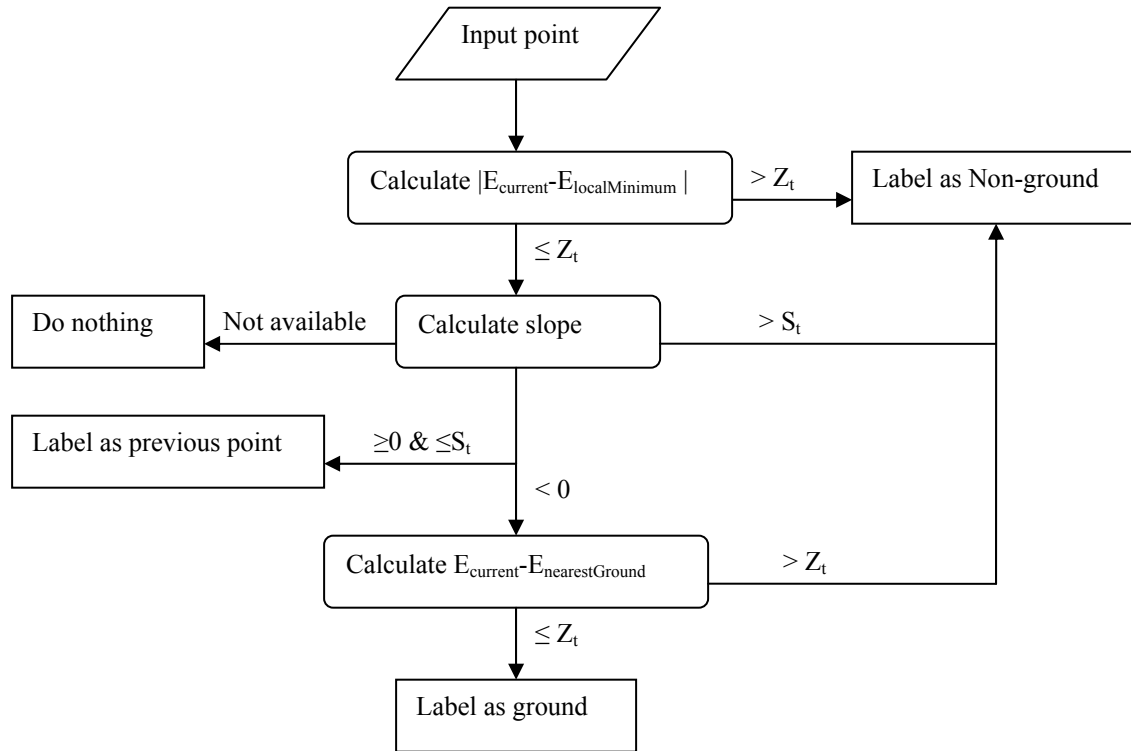 Input point
Calculate |E_current-E_localMinimum |
> Z_t
Label as Non-ground
≤ Z_t
Do nothing
Not available
Calculate slope
> S_t
Label as previous point
≥0 & ≤S_t
< 0
Calculate E_current-E_nearestGround
> Z_t
≤ Z_t
Label as ground